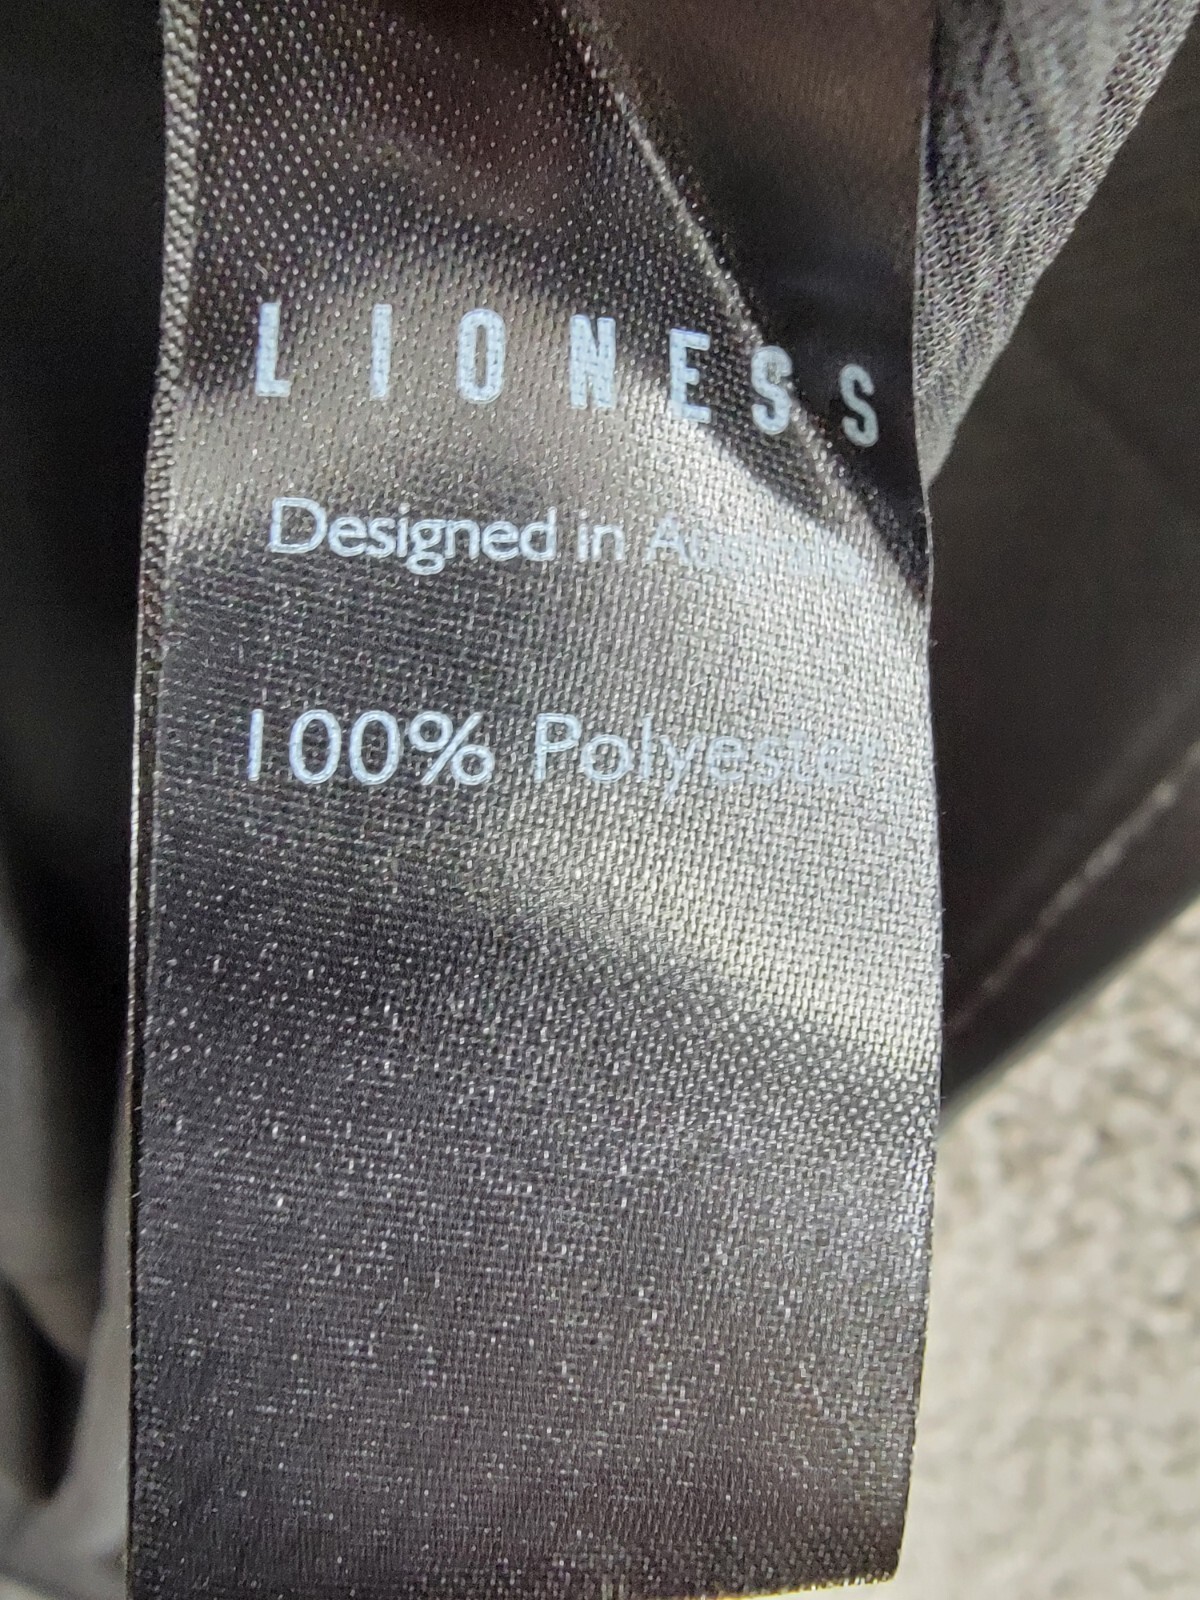 LIONESS
Designed in Australia
100% Polyester